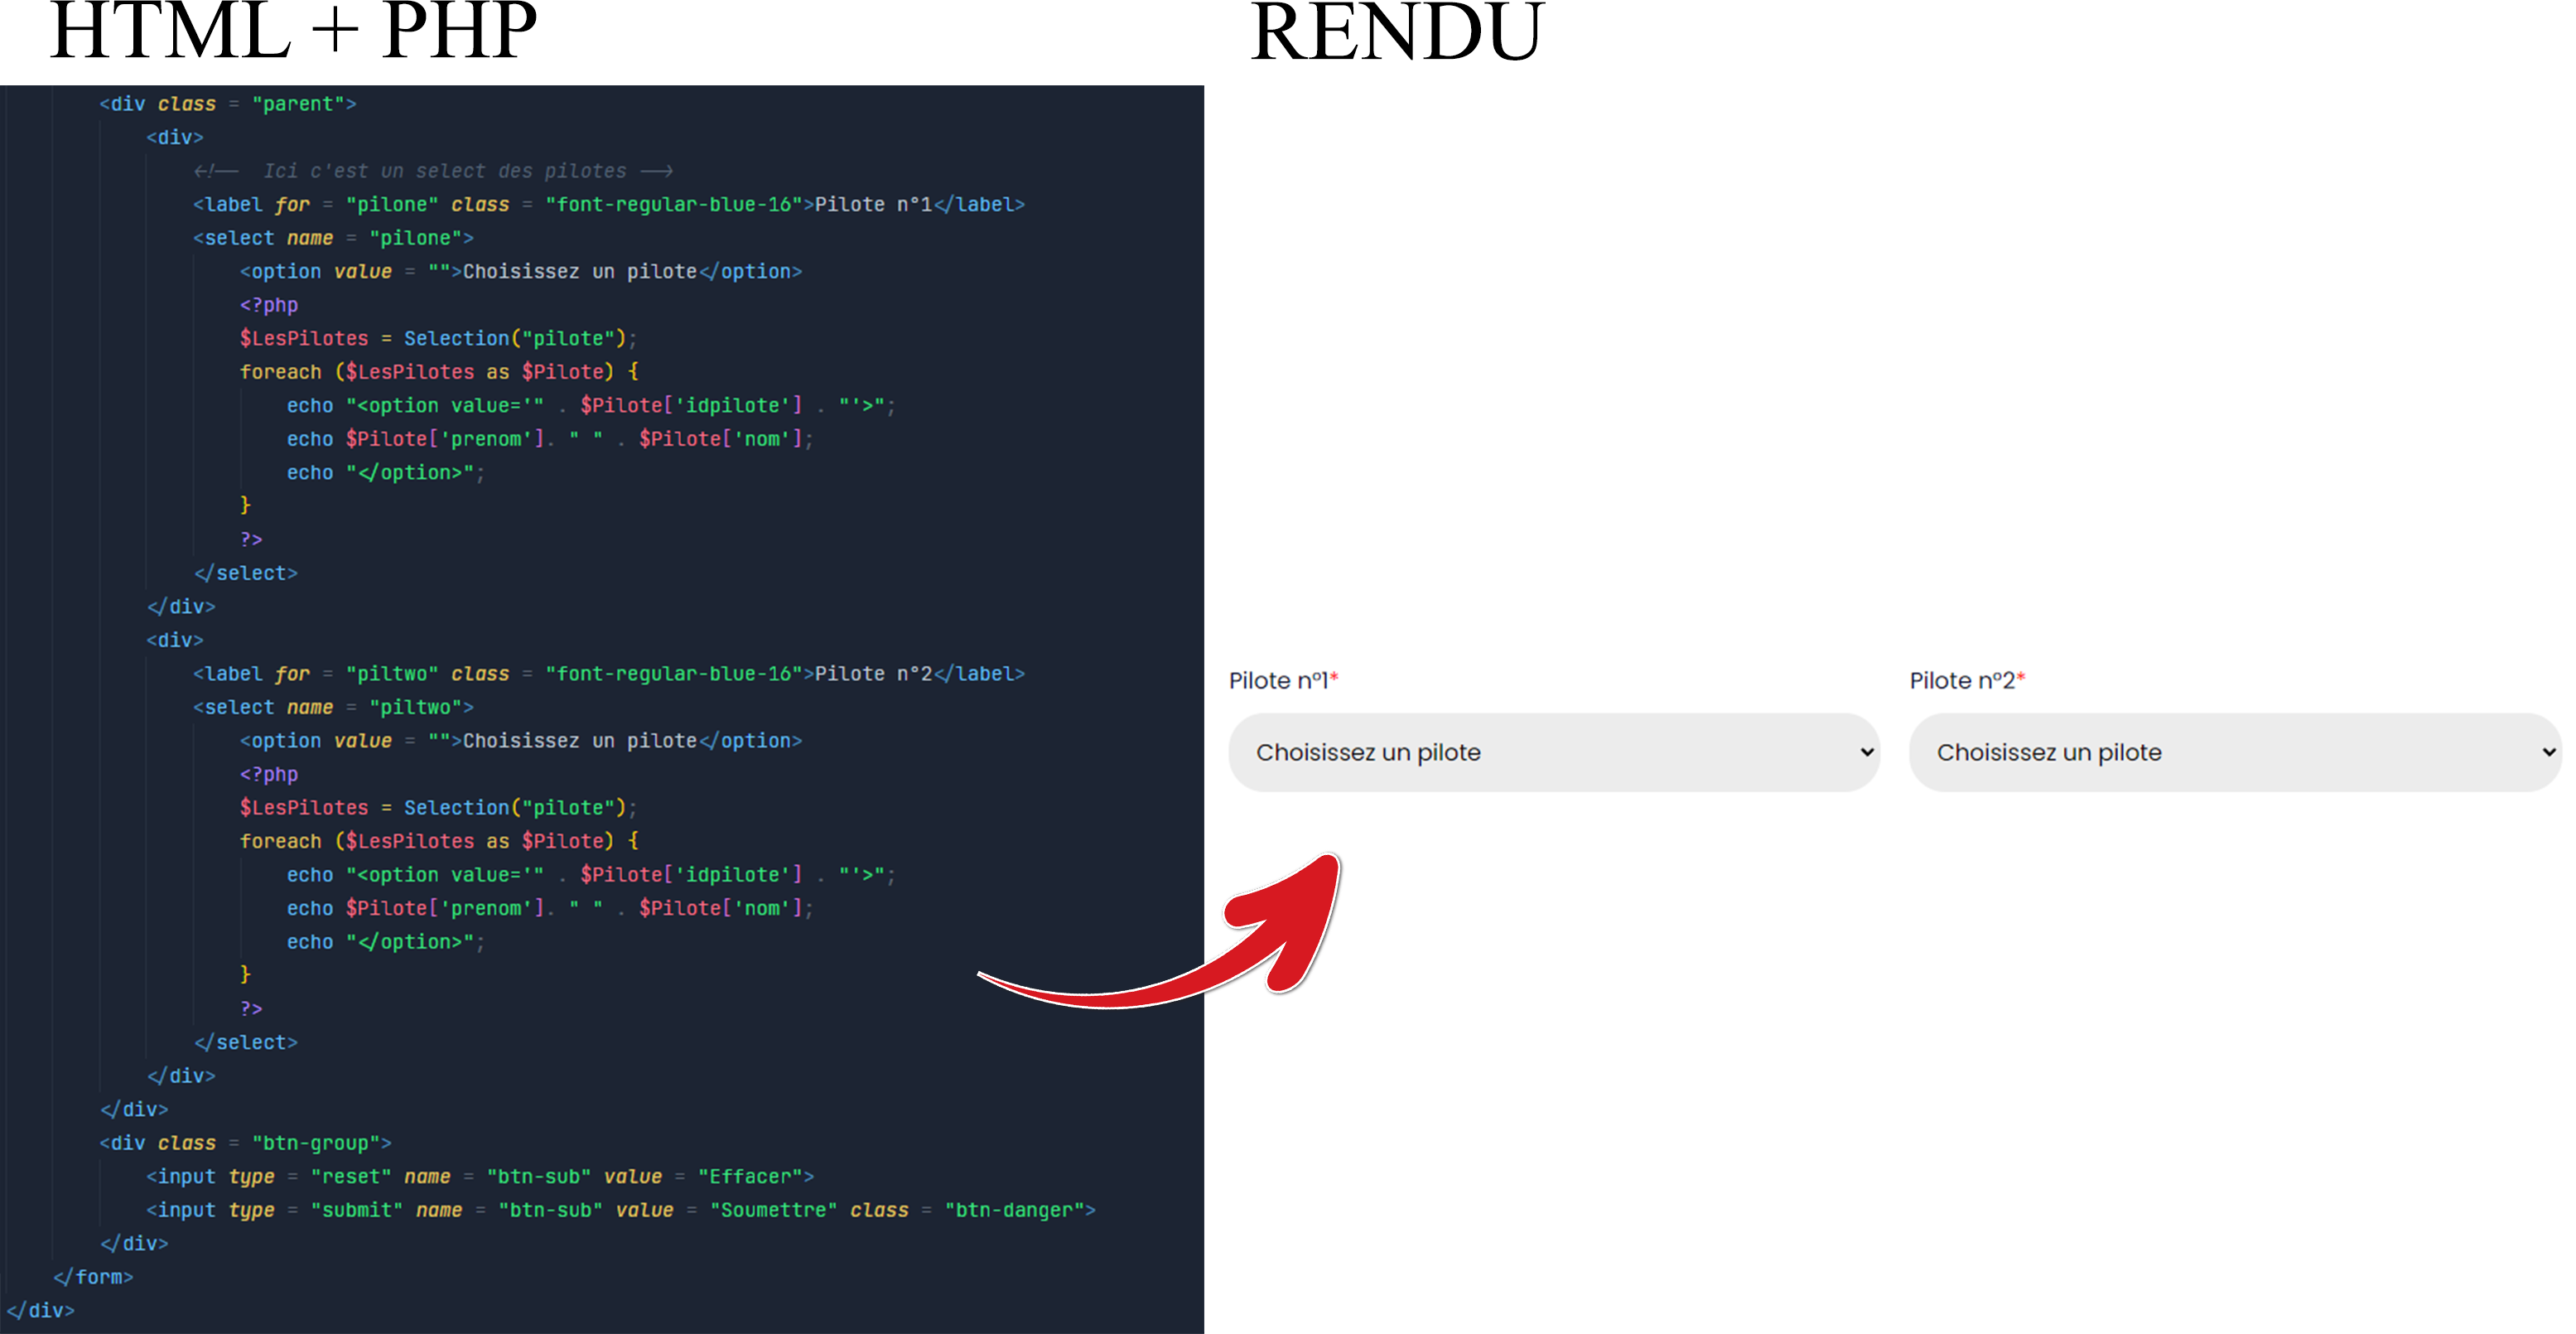 HTML + PHP
RENDU
<div class = "parent">
<div>
<!-- Ici c'est un select des pilotes -->
<label for = "pilone" class = "font-regular-blue-16">Pilote n°1</label>
<select name = "pilone">
<option value = "">Choisissez un pilote</option>
<?php
$LesPilotes = Selection("pilote");
foreach ($LesPilotes as $Pilote) {
echo "<option value='" . $Pilote['idpilote'] . "'>";
echo $Pilote['prenom']. " " . $Pilote['nom'];
echo "</option>";
}
?>
</select>
</div>
<div>
<label for = "piltwo" class = "font-regular-blue-16">Pilote n°2</label>
<select name = "piltwo">
<option value = "">Choisissez un pilote</option>
<?php
$LesPilotes = Selection("pilote");
foreach ($LesPilotes as $Pilote) {
echo "<option value='" . $Pilote['idpilote'] . "'>";
echo $Pilote['prenom']. " " . $Pilote['nom'];
echo "</option>";
}
?>
</select>
</div>
</div>
<div class = "btn-group">
<input type = "reset" name = "btn-sub" value = "Effacer">
<input type = "submit" name = "btn-sub" value = "Soumettre" class = "btn-danger">
</div>
</form>
</div>
Pilote n°1*
Pilote n°2*
Choisissez un pilote
Choisissez un pilote